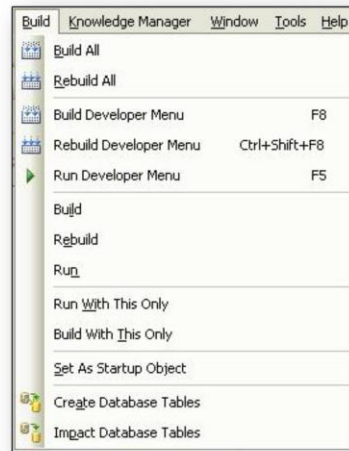 Build Knowledge Manager Window Tools Help
Build All
Rebuild All
Build Developer Menu F8
Rebuild Developer Menu Ctrl+Shift+F8
Run Developer Menu F5
Build
Rebuild
Run
Run With This Only
Build With This Only
Set As Startup Object
Create Database Tables
Impact Database Tables